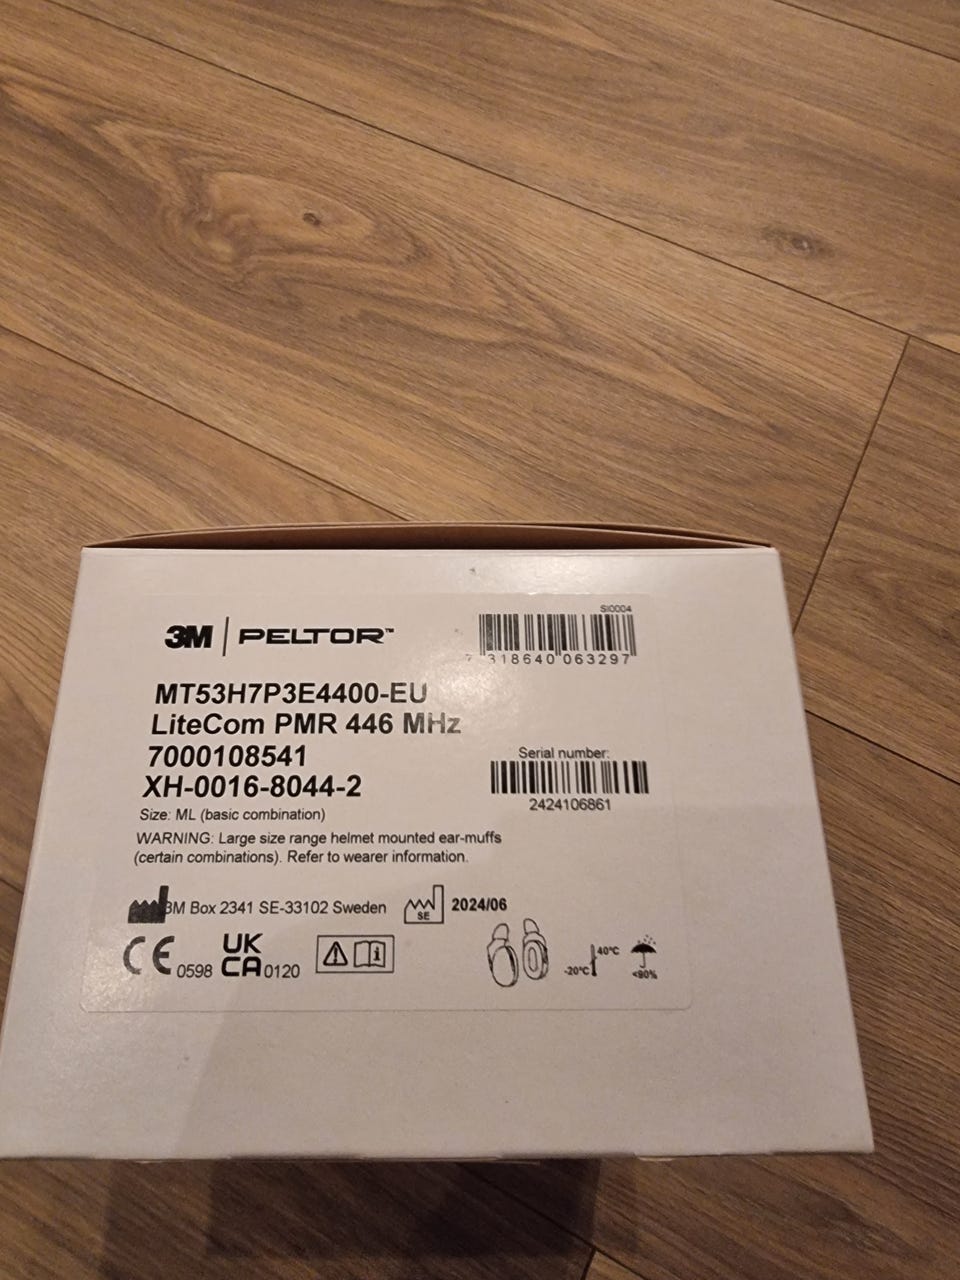 SI0004
3M | PELTOR™
7 318640 063297
MT53H7P3E4400-EU
LiteCom PMR 446 MHz
7000108541
XH-0016-8044-2
Serial number:
2424106861
Size: ML (basic combination)
WARNING: Large size range helmet mounted ear-muffs
(certain combinations). Refer to wearer information.
3M Box 2341 SE-33102 Sweden
SE
2024/06
CE 0598
UK
CA 0120
i
-20°C
40°C
<90%